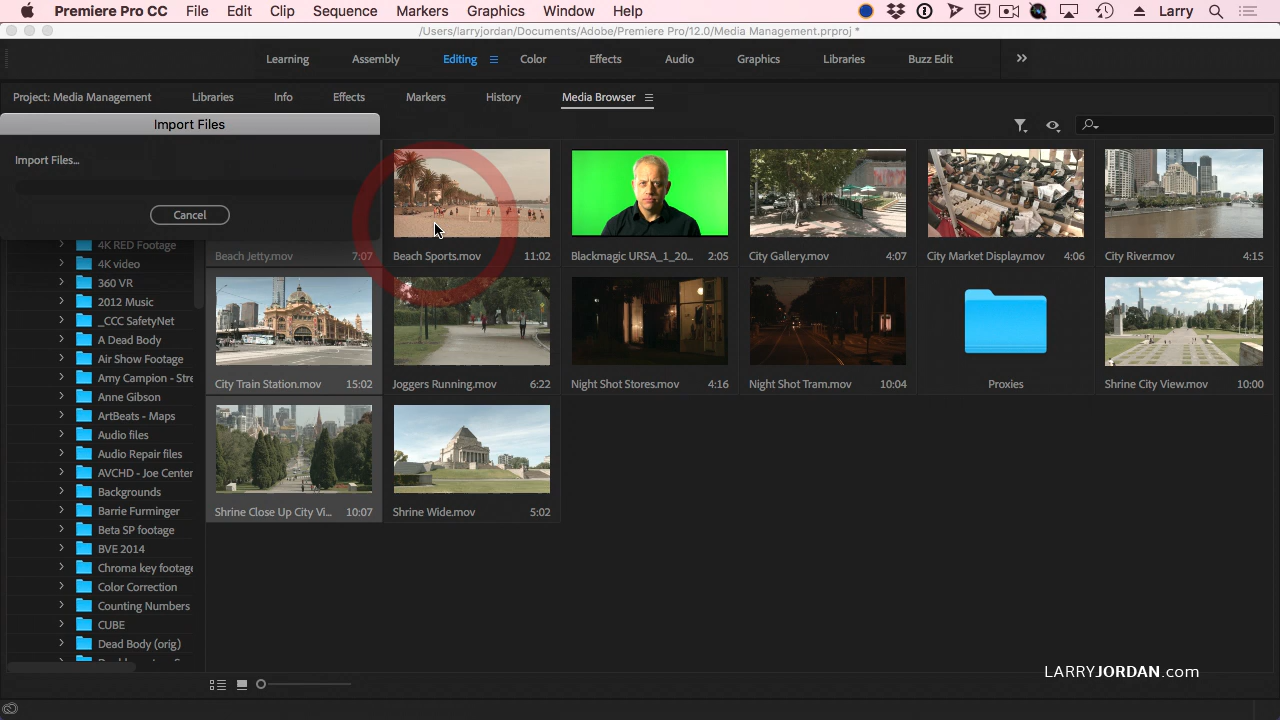 Premiere Pro CC File Edit Clip Sequence Markers Graphics Window Help Larry
/Users/larryjordan/Documents/Adobe/Premiere Pro/12.0/Media Management.prproj *
Learning Assembly Editing Color Effects Audio Graphics Libraries Buzz Edit
Project: Media Management Libraries Info Effects Markers History Media Browser
Import Files
Import Files...
Cancel
4K RED Footage
4K video
360 VR
2012 Music
_CCC SafetyNet
A Dead Body
Air Show Footage
Amy Campion - Stre
Anne Gibson
ArtBeats - Maps
Audio files
Audio Repair files
AVCHD - Joe Center
Backgrounds
Barrie Furminger
Beta SP footage
BVE 2014
Chroma key footage
Color Correction
Counting Numbers
CUBE
Dead Body (orig)
Beach Jetty.mov 7:07
Beach Sports.mov 11:02
Blackmagic URSA_1_20... 2:05
City Gallery.mov 4:07
City Market Display.mov 4:06
City River.mov 4:15
City Train Station.mov 15:02
Joggers Running.mov 6:22
Night Shot Stores.mov 4:16
Night Shot Tram.mov 10:04
Proxies
Shrine City View.mov 10:00
Shrine Close Up City Vi... 10:07
Shrine Wide.mov 5:02
LARRYJORDAN.com